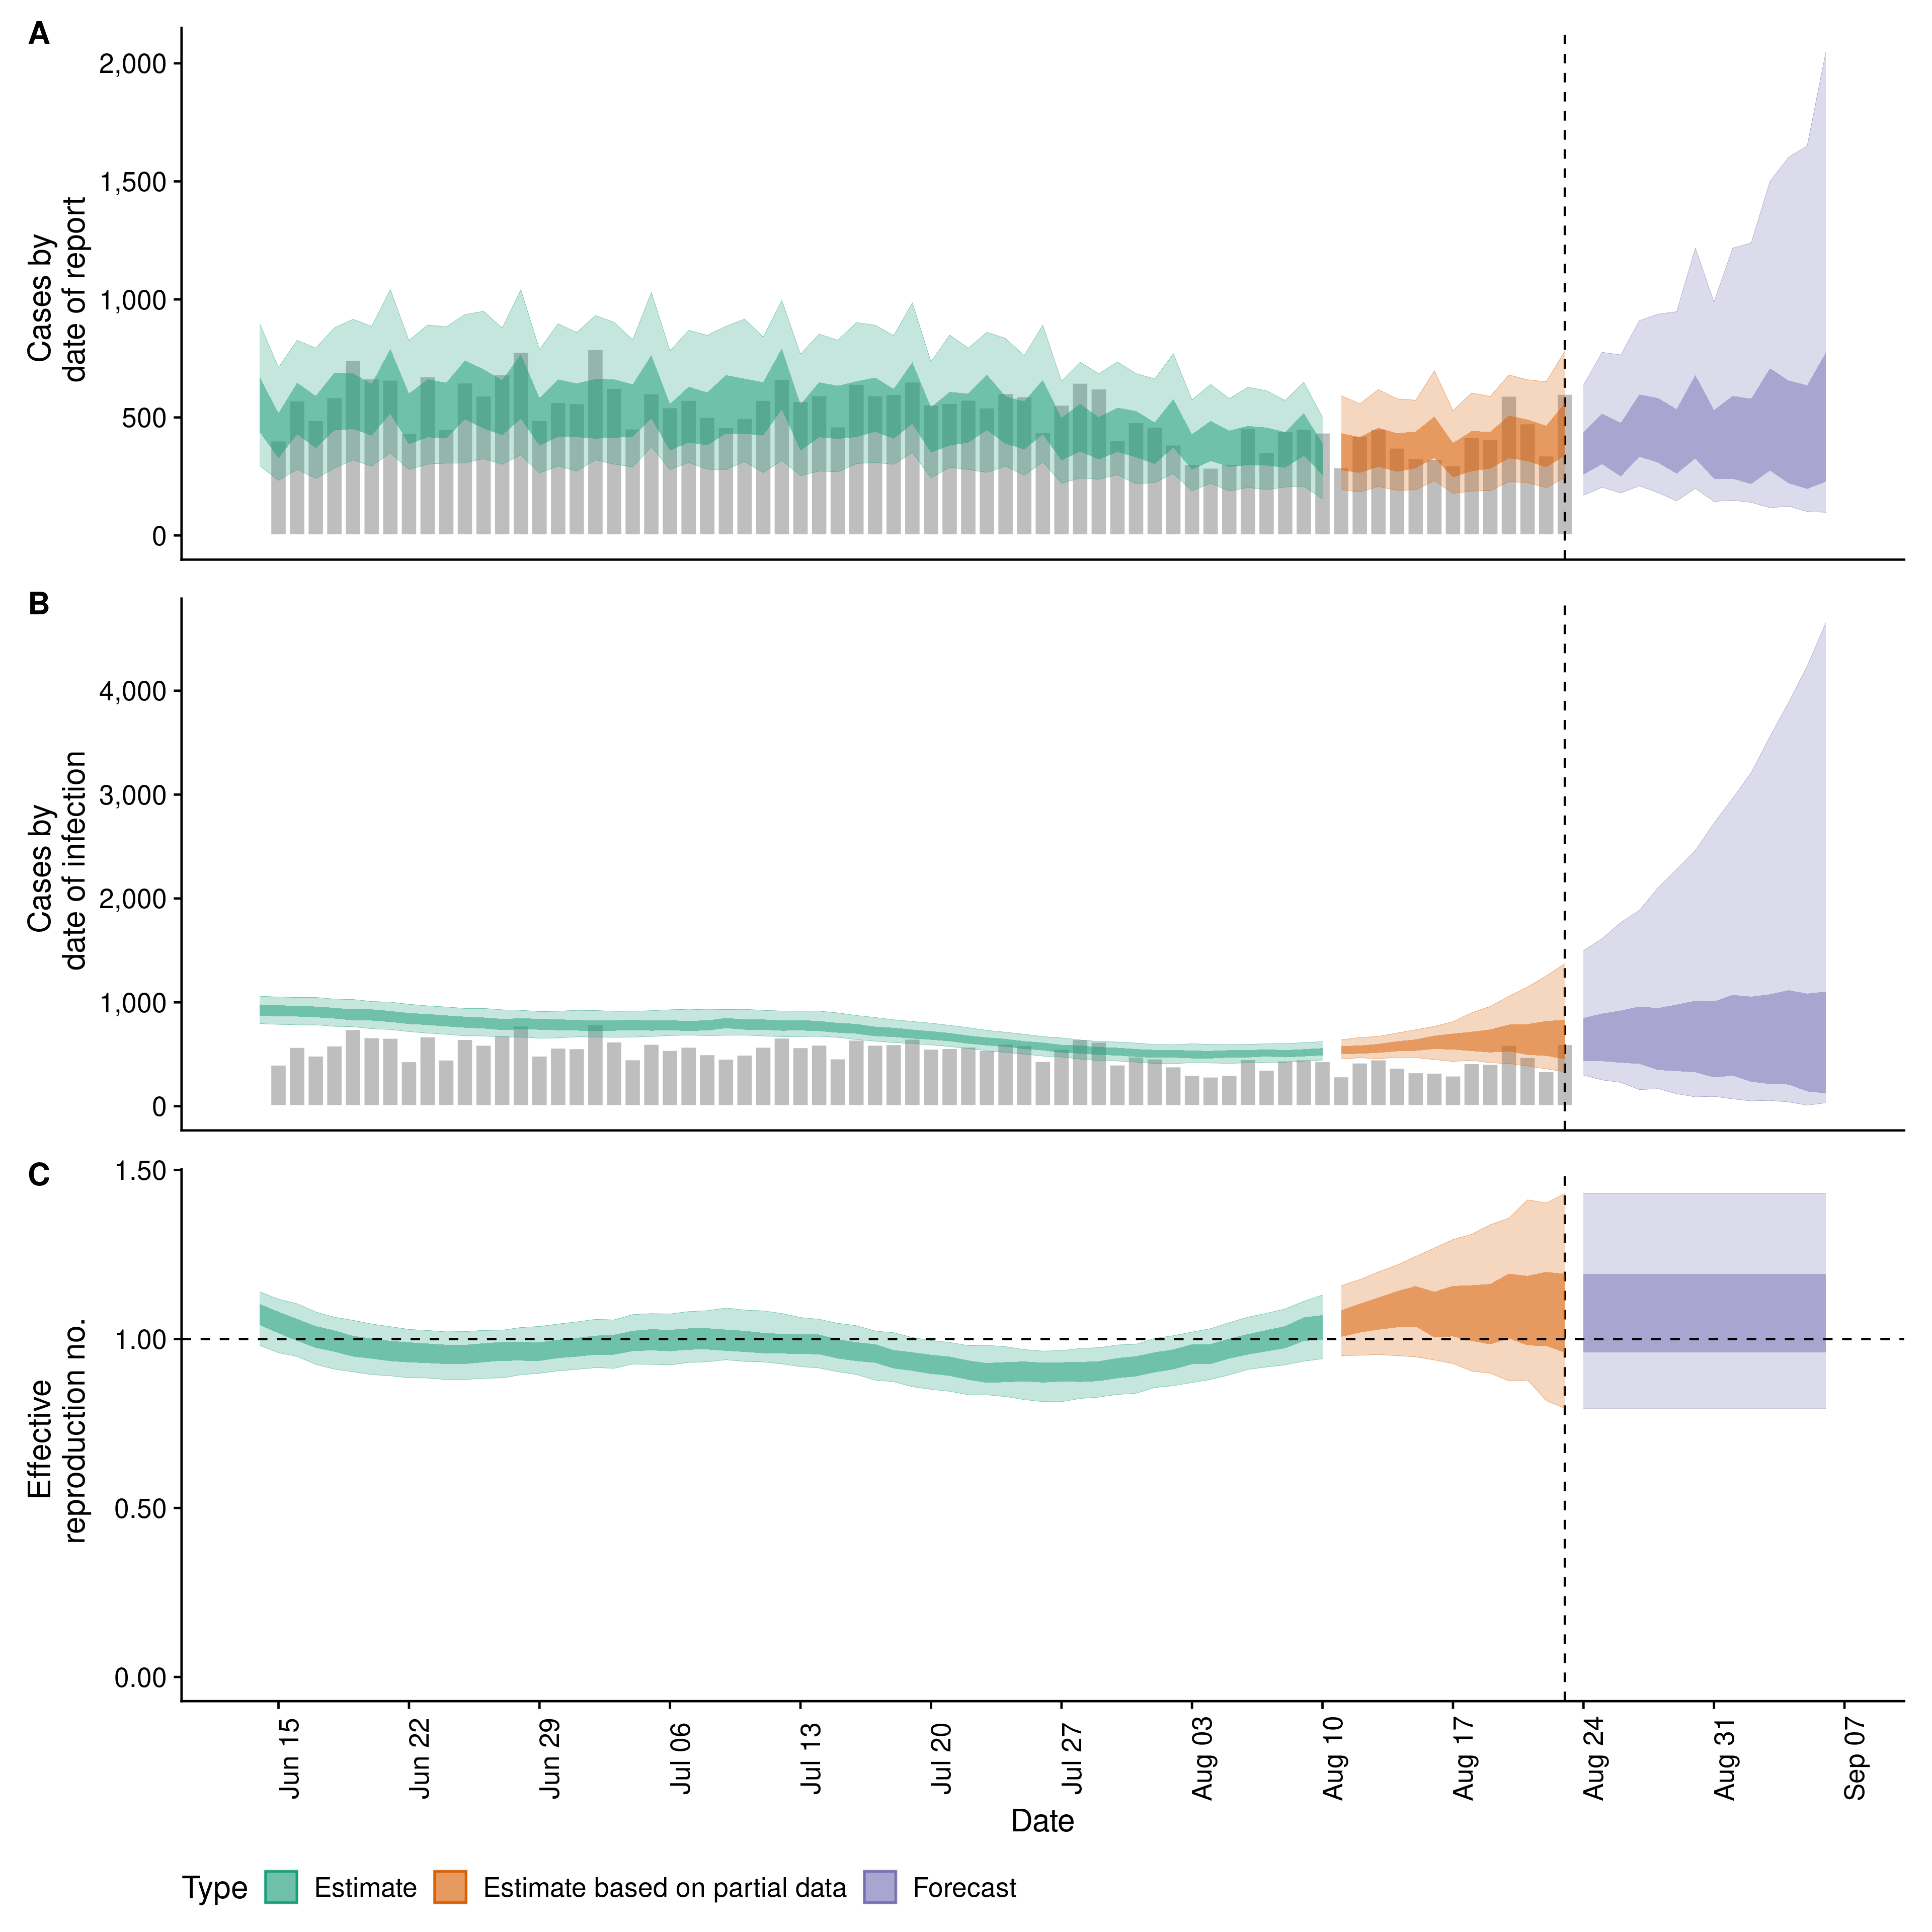 A
2,000
1,500
1,000
500
0
Cases by
date of report
B
4,000
3,000
2,000
1,000
0
Cases by
date of infection
C
1.50
1.00
0.50
0.00
Effective
reproduction no.
Jun 15
Jun 22
Jun 29
Jul 06
Jul 13
Jul 20
Jul 27
Aug 03
Aug 10
Aug 17
Aug 24
Aug 31
Sep 07
Date
Type Estimate Estimate based on partial data Forecast